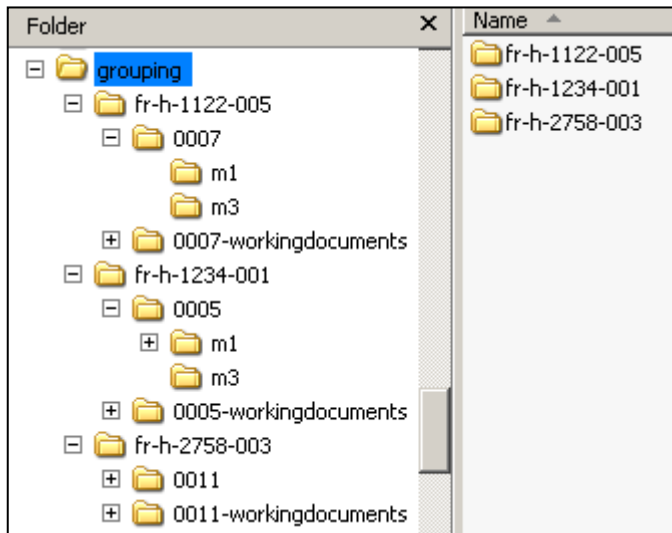 Folder
grouping
fr-h-1122-005
0007
m1
m3
0007-workingdocuments
fr-h-1234-001
0005
m1
m3
0005-workingdocuments
fr-h-2758-003
0011
0011-workingdocuments
Name
fr-h-1122-005
fr-h-1234-001
fr-h-2758-003